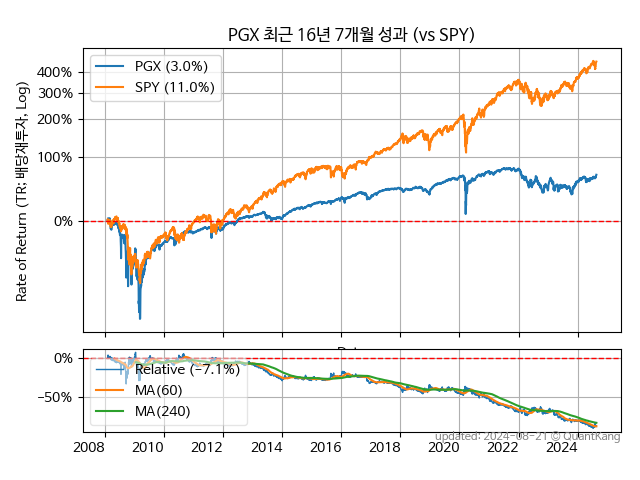 PGX 최근 16년 7개월 성과 (vs SPY)
PGX (3.0%)
SPY (11.0%)
400%
300%
200%
100%
0%
Rate of Return (TR; 배당재투자, Log)
0%
−50%
Relative (−7.1%)
MA(60)
MA(240)
2008 2010 2012 2014 2016 2018 2020 2022 2024
updated: 2024-08-21 © QuantKang